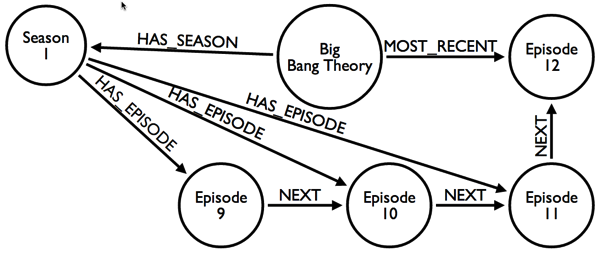 Season
1
HAS_SEASON
Big
Bang Theory
MOST_RECENT
Episode
12
HAS_EPISODE
HAS_EPISODE
HAS_EPISODE
NEXT
Episode
9
NEXT
Episode
10
NEXT
Episode
11